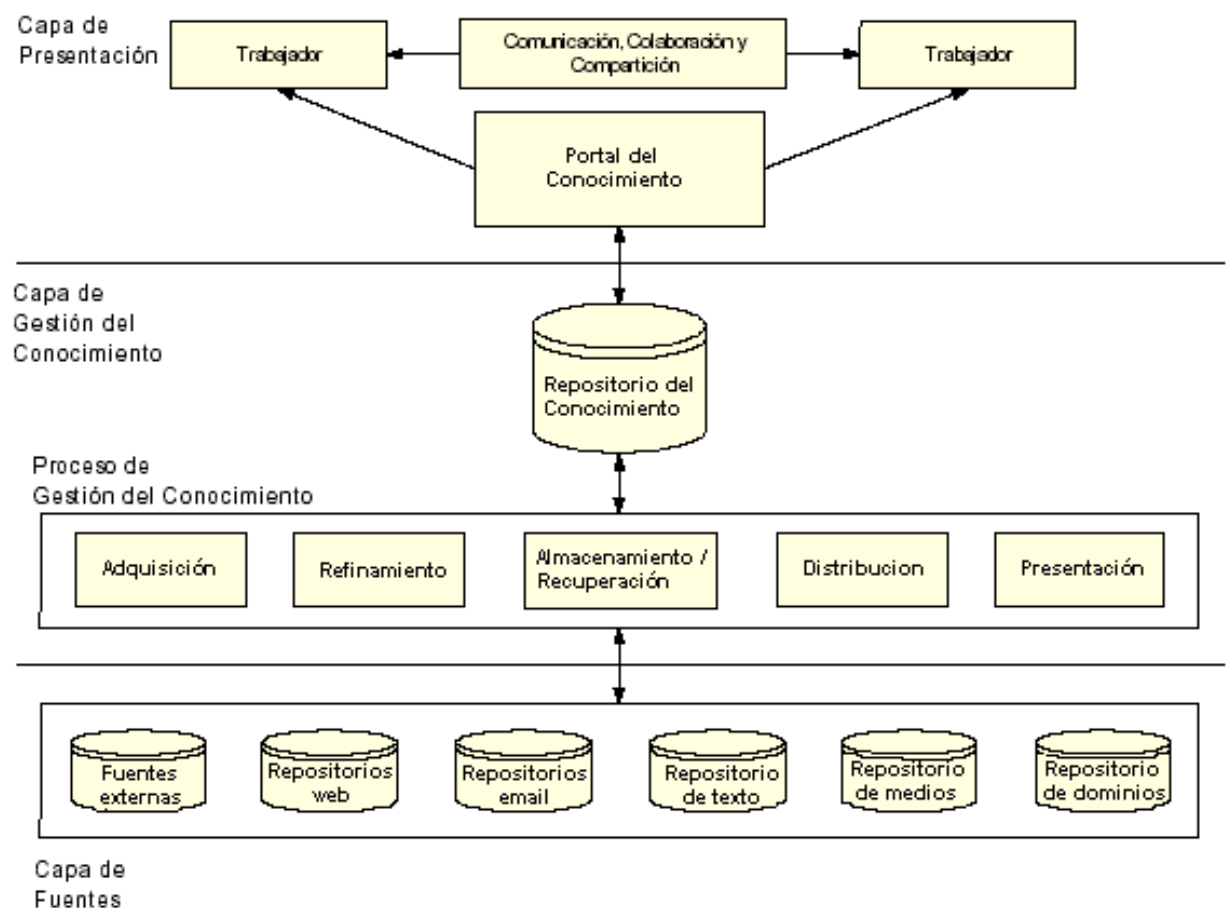 Capa de
Presentación
Trabajador
Comunicación, Colaboración y
Compartición
Trabajador
Portal del
Conocimiento
Capa de
Gestión del
Conocimiento
Repositorio del
Conocimiento
Proceso de
Gestión del Conocimiento
Adquisición
Refinamiento
Almacenamiento /
Recuperación
Distribucion
Presentación
Fuentes
externas
Repositorios
web
Repositorios
email
Repositorio
de texto
Repositorio
de medios
Repositorio
de dominios
Capa de
Fuentes